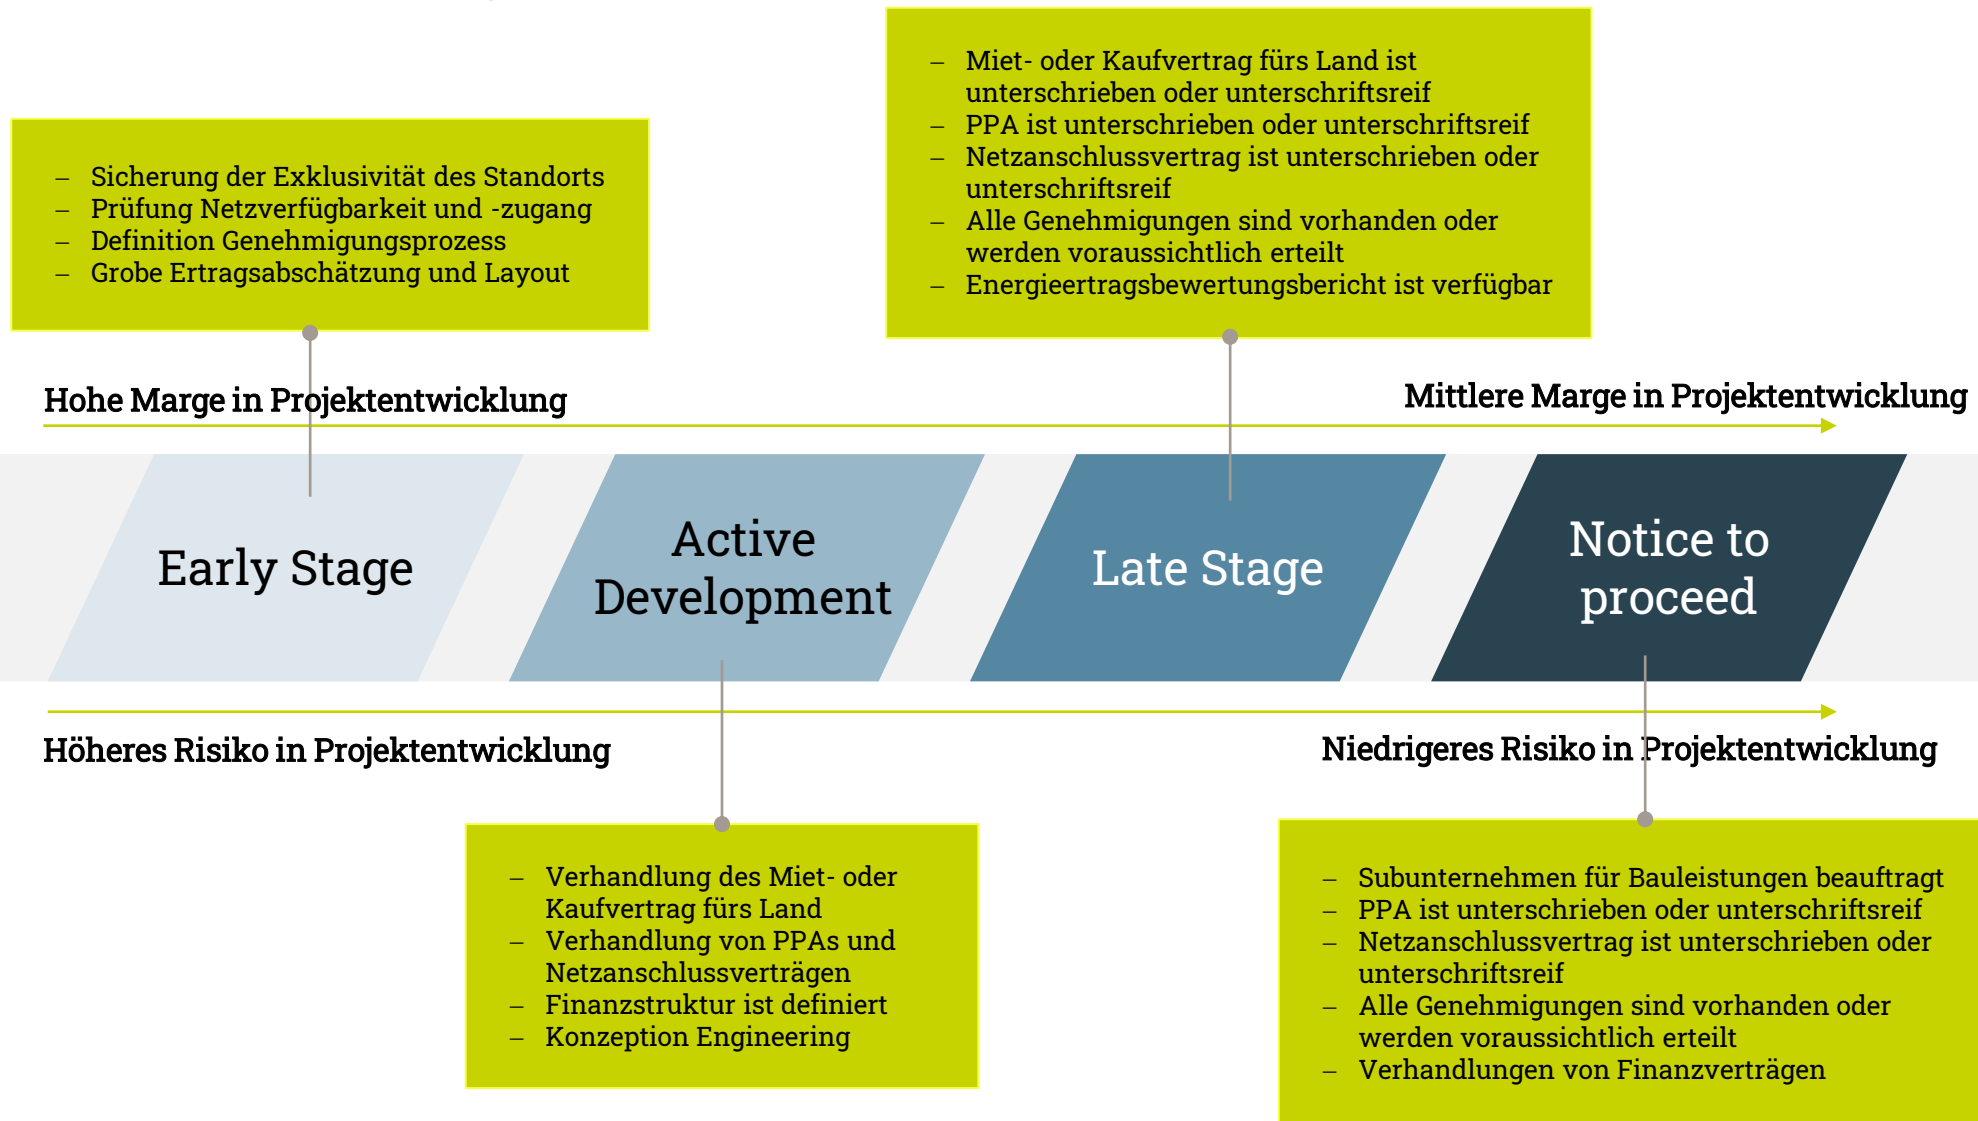 – Miet- oder Kaufvertrag fürs Land ist
unterschrieben oder unterschriftsreif
– PPA ist unterschrieben oder unterschriftsreif
– Netzanschlussvertrag ist unterschrieben oder
unterschriftsreif
– Alle Genehmigungen sind vorhanden oder
werden voraussichtlich erteilt
– Energieertragsbewertungsbericht ist verfügbar
– Sicherung der Exklusivität des Standorts
– Prüfung Netzverfügbarkeit und -zugang
– Definition Genehmigungsprozess
– Grobe Ertragsabschätzung und Layout
Hohe Marge in Projektentwicklung
Mittlere Marge in Projektentwicklung
Early Stage
Active
Development
Late Stage
Notice to
proceed
Höheres Risiko in Projektentwicklung
Niedrigeres Risiko in Projektentwicklung
– Verhandlung des Miet- oder
Kaufvertrag fürs Land
– Verhandlung von PPAs und
Netzanschlussverträgen
– Finanzstruktur ist definiert
– Konzeption Engineering
– Subunternehmen für Bauleistungen beauftragt
– PPA ist unterschrieben oder unterschriftsreif
– Netzanschlussvertrag ist unterschrieben oder
unterschriftsreif
– Alle Genehmigungen sind vorhanden oder
werden voraussichtlich erteilt
– Verhandlungen von Finanzverträgen